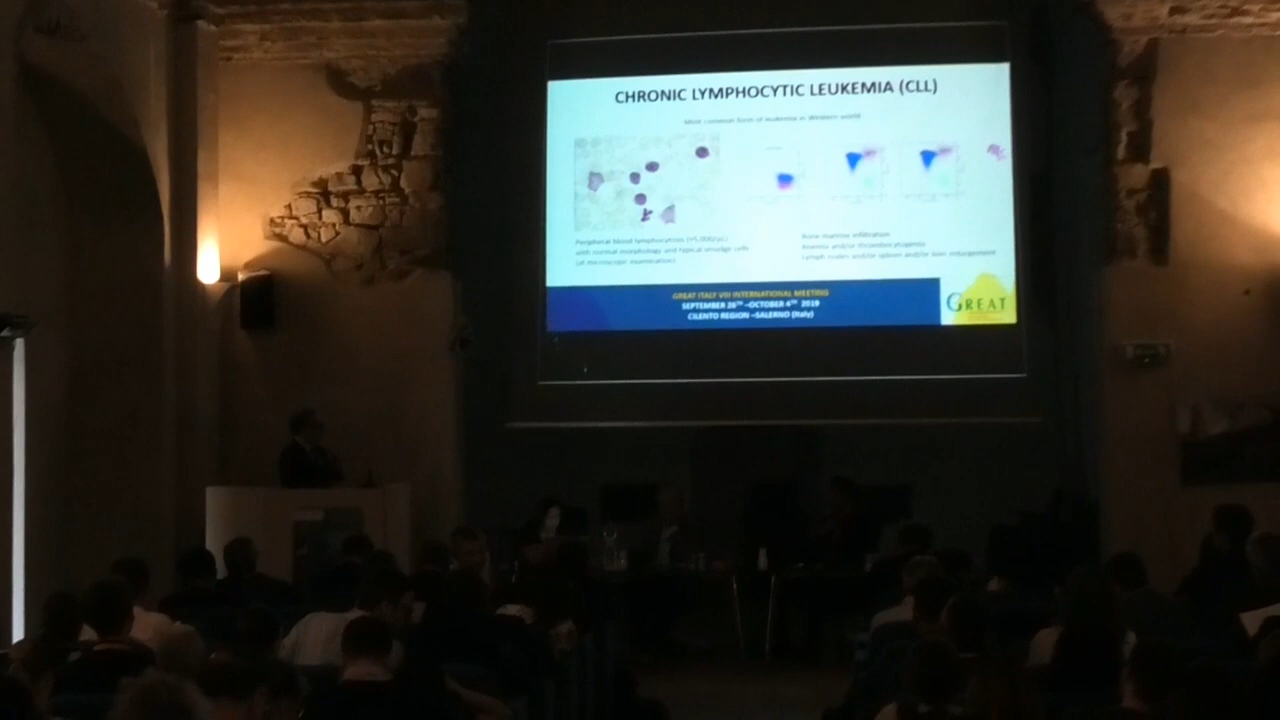 CHRONIC LYMPHOCYTIC LEUKEMIA (CLL)
Most common form of leukemia in Western world
Peripheral blood lymphocytosis (>5.000/µL)
with normal morphology and typical smudge cells
(at microscopic examination)
Bone marrow infiltration
Anemia and/or thrombocytopenia
Lymph nodes and/or spleen and/or liver enlargement
GREAT ITALY VIII INTERNATIONAL MEETING
SEPTEMBER 26TH –OCTOBER 4TH 2019
CILENTO REGION –SALERNO (Italy)
GREAT